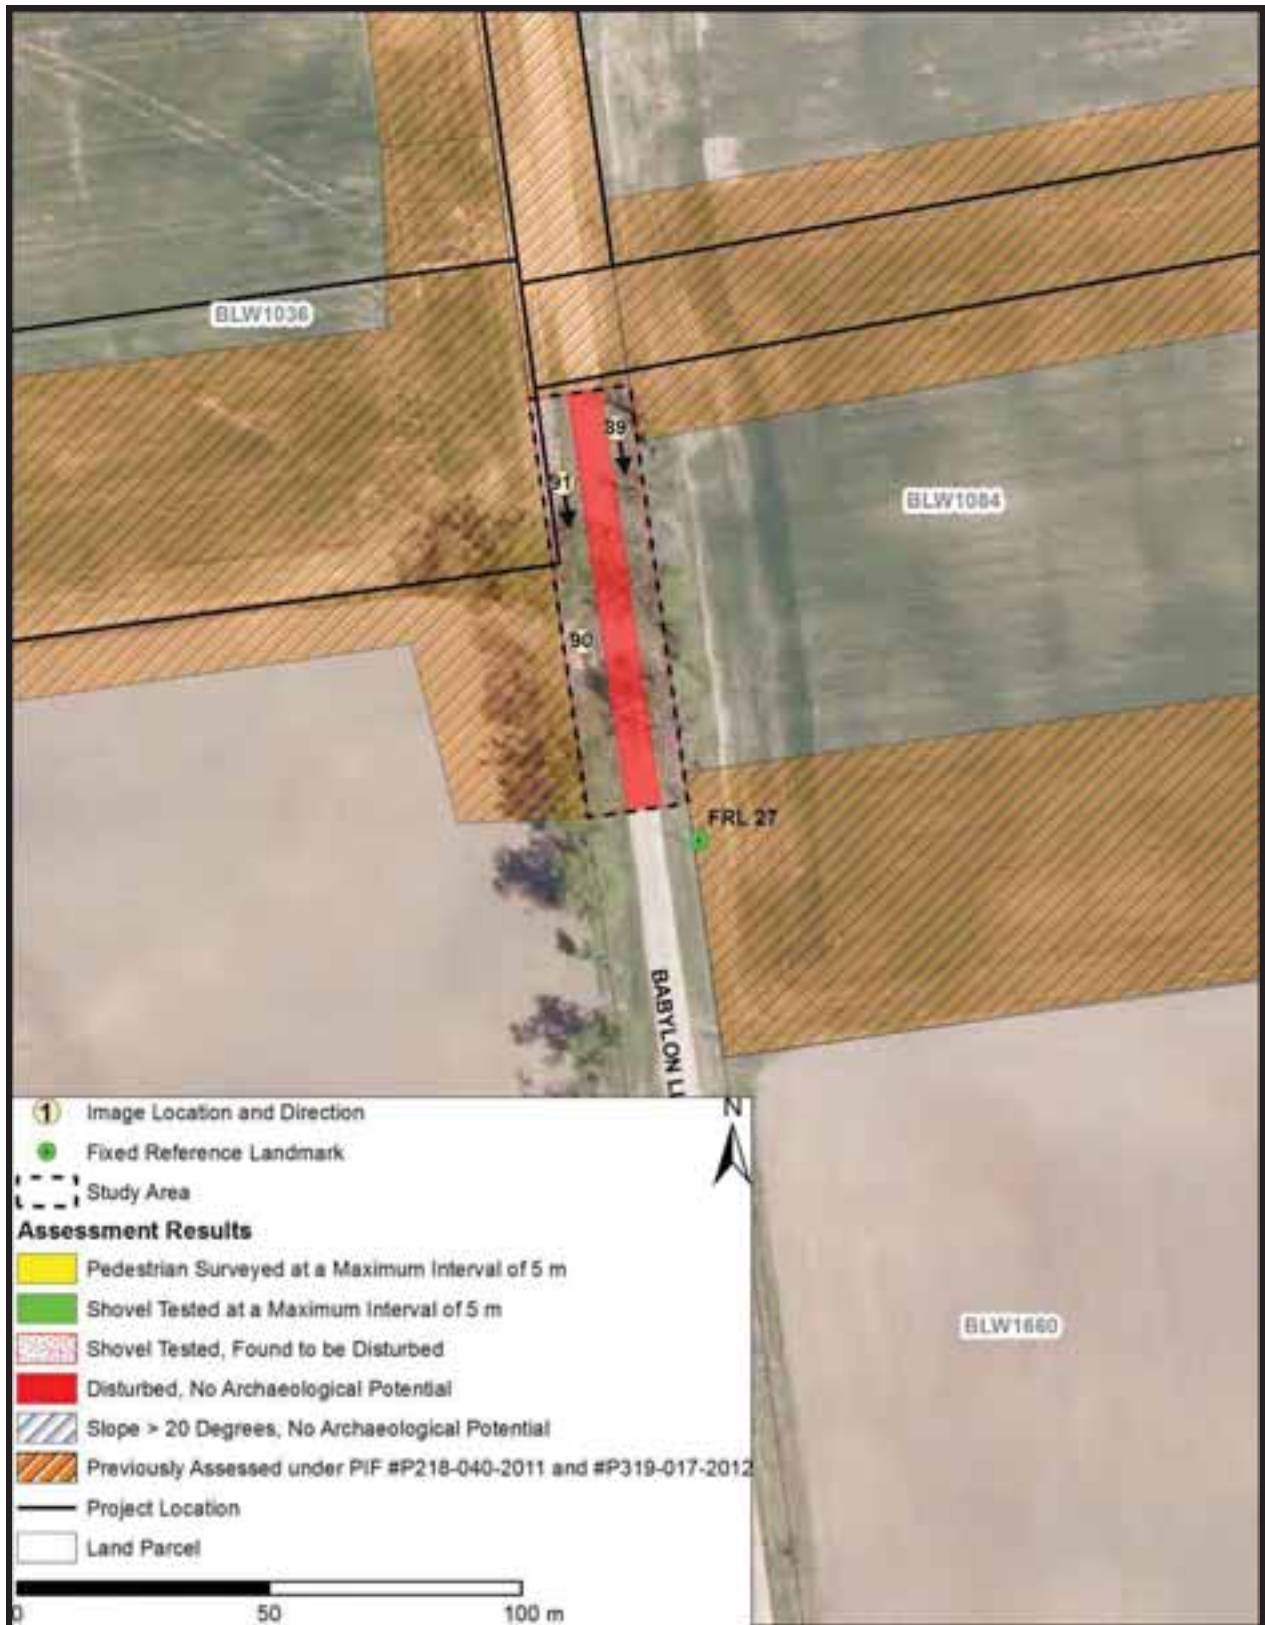 BLW1036
39
91
BLW1084
90
FRL 27
BABYLON LI
N
1 Image Location and Direction
Fixed Reference Landmark
Study Area
Assessment Results
Pedestrian Surveyed at a Maximum Interval of 5 m
Shovel Tested at a Maximum Interval of 5 m
Shovel Tested, Found to be Disturbed
Disturbed, No Archaeological Potential
Slope > 20 Degrees, No Archaeological Potential
Previously Assessed under PIF #P218-040-2011 and #P319-017-2012
Project Location
Land Parcel
0 50 100 m
BLW1660